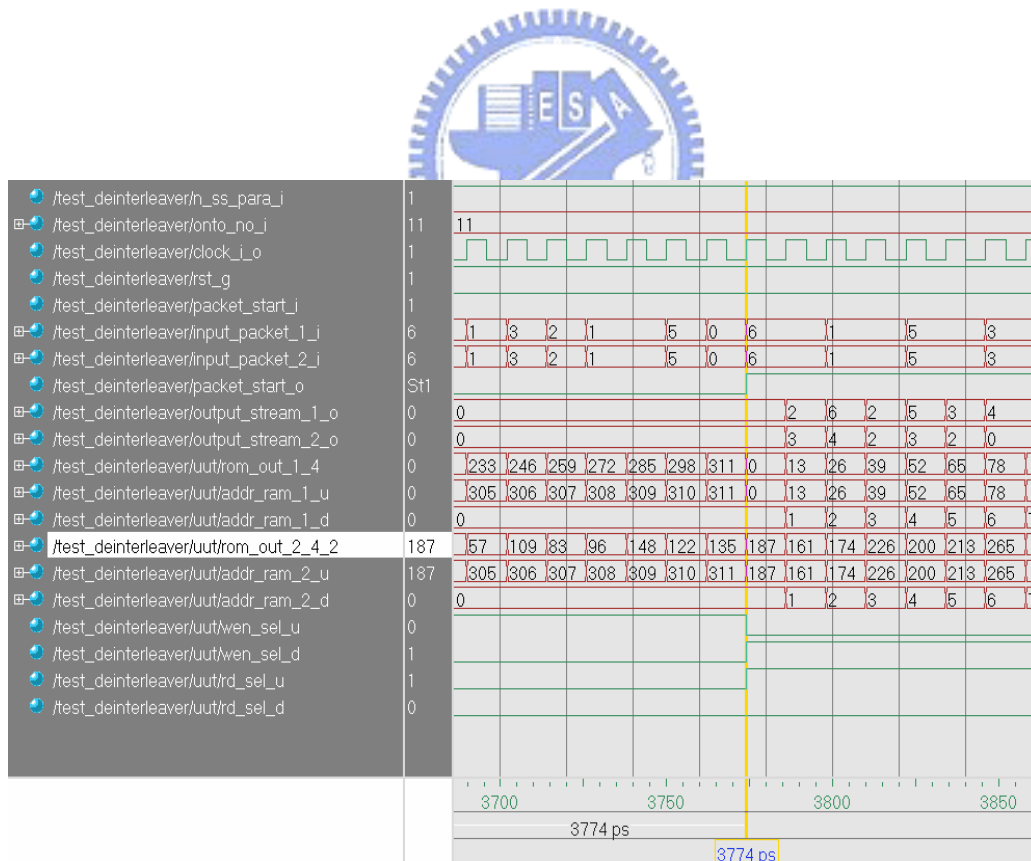 ESA
/test_deinterleaver/n_ss_para_i 1
/test_deinterleaver/onto_no_i 11 11
/test_deinterleaver/clock_i_o 1
/test_deinterleaver/rst_g 1
/test_deinterleaver/packet_start_i 1
/test_deinterleaver/input_packet_1_i 6 1 3 2 1 5 0 6 1 5 3
/test_deinterleaver/input_packet_2_i 6 1 3 2 1 5 0 6 1 5 3
/test_deinterleaver/packet_start_o St1
/test_deinterleaver/output_stream_1_o 0 0 2 6 2 5 3 4
/test_deinterleaver/output_stream_2_o 0 0 3 4 2 3 2 0
/test_deinterleaver/uut/rom_out_1_4 0 233 246 259 272 285 298 311 0 13 26 39 52 65 78
/test_deinterleaver/uut/addr_ram_1_u 0 305 306 307 308 309 310 311 0 13 26 39 52 65 78
/test_deinterleaver/uut/addr_ram_1_d 0 0 1 2 3 4 5 6
/test_deinterleaver/uut/rom_out_2_4_2 187 57 109 83 96 148 122 135 187 161 174 226 200 213 265
/test_deinterleaver/uut/addr_ram_2_u 187 305 306 307 308 309 310 311 187 161 174 226 200 213 265
/test_deinterleaver/uut/addr_ram_2_d 0 0 1 2 3 4 5 6
/test_deinterleaver/uut/wen_sel_u 0
/test_deinterleaver/uut/wen_sel_d 1
/test_deinterleaver/uut/rd_sel_u 1
/test_deinterleaver/uut/rd_sel_d 0
3700 3750 3800 3850
3774 ps
3774 ps